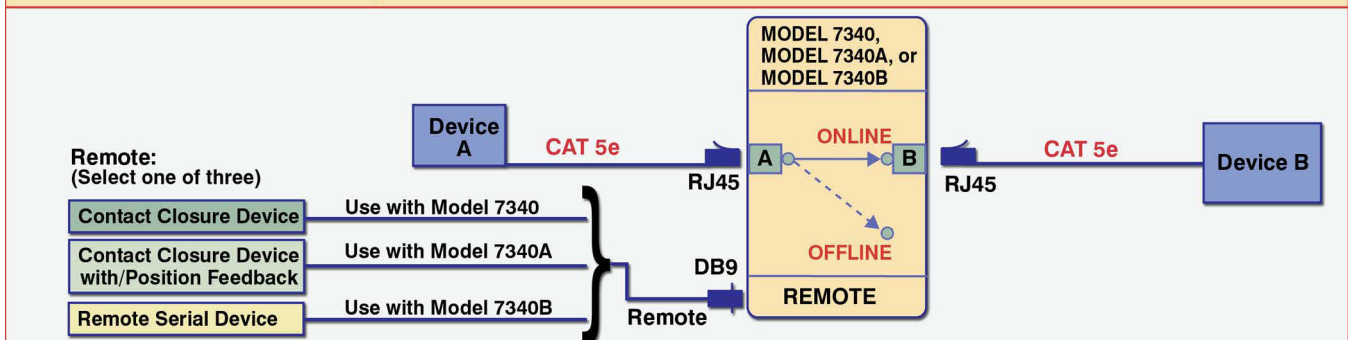 MODEL 7340,
MODEL 7340A, or
MODEL 7340B
Device
A
CAT 5e
RJ45
A
ONLINE
B
OFFLINE
REMOTE
RJ45
CAT 5e
Device B
Remote:
(Select one of three)
Contact Closure Device
Use with Model 7340
Contact Closure Device
with/Position Feedback
Use with Model 7340A
Remote Serial Device
Use with Model 7340B
DB9
Remote